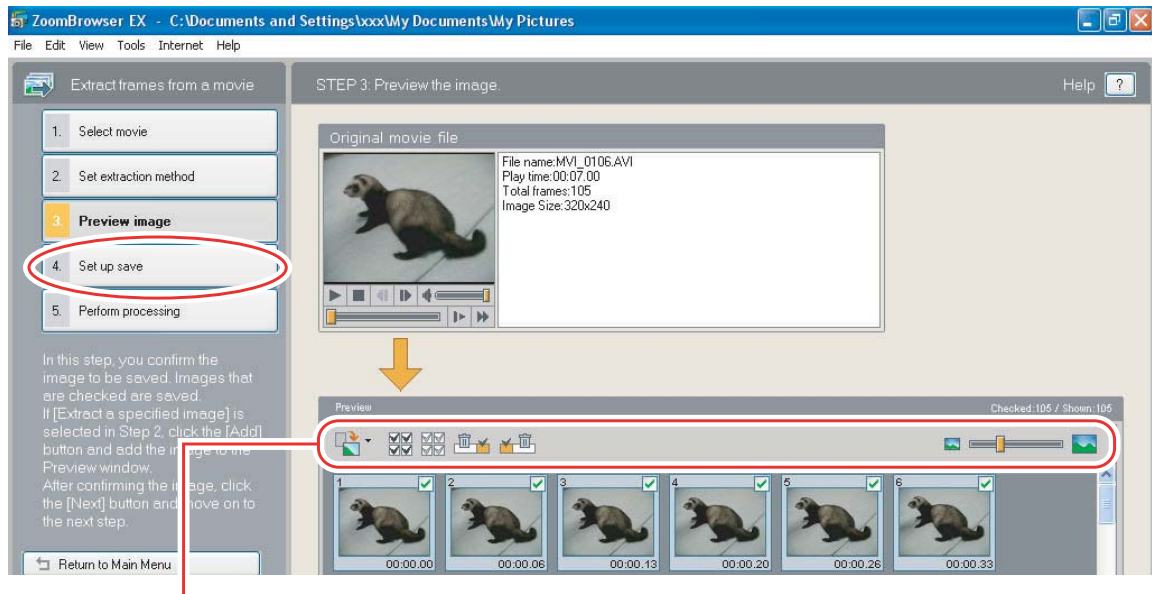 ZoomBrowser EX - C:\Documents and Settings\xxx\My Documents\My Pictures
File Edit View Tools Internet Help
Extract frames from a movie
1. Select movie
2. Set extraction method
3. Preview image
4. Set up save
5. Perform processing
In this step, you confirm the
image to be saved. Images that
are checked are saved.
If [Extract a specified image] is
selected in Step 2, click the [Add]
button and add the image to the
Preview window.
After confirming the image, click
the [Next] button and move on to
the next step.
Return to Main Menu
STEP 3: Preview the image.
Help ?
Original movie file
File name:MVI_0106.AVI
Play time:00:07.00
Total frames:105
Image Size:320x240
Preview
Checked:105 / Shown:105
1 2 3 4 5 6
00:00.00 00:00.06 00:00.13 00:00.20 00:00.26 00:00.33